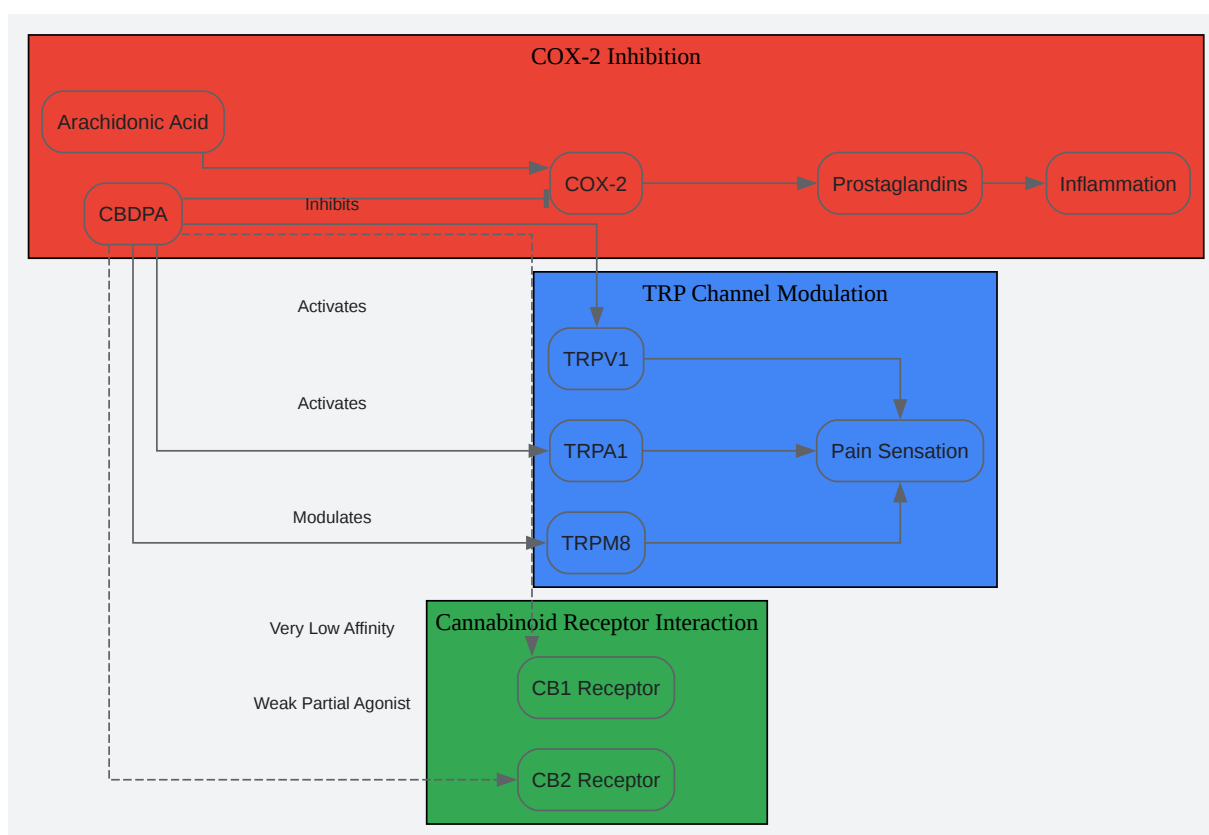 COX-2 Inhibition
Arachidonic Acid
COX-2
Prostaglandins
Inflammation
CBDPA
Inhibits
Activates
TRP Channel Modulation
TRPV1
Activates
TRPA1
Pain Sensation
Modulates
TRPM8
Very Low Affinity
Cannabinoid Receptor Interaction
CB1 Receptor
Weak Partial Agonist
CB2 Receptor